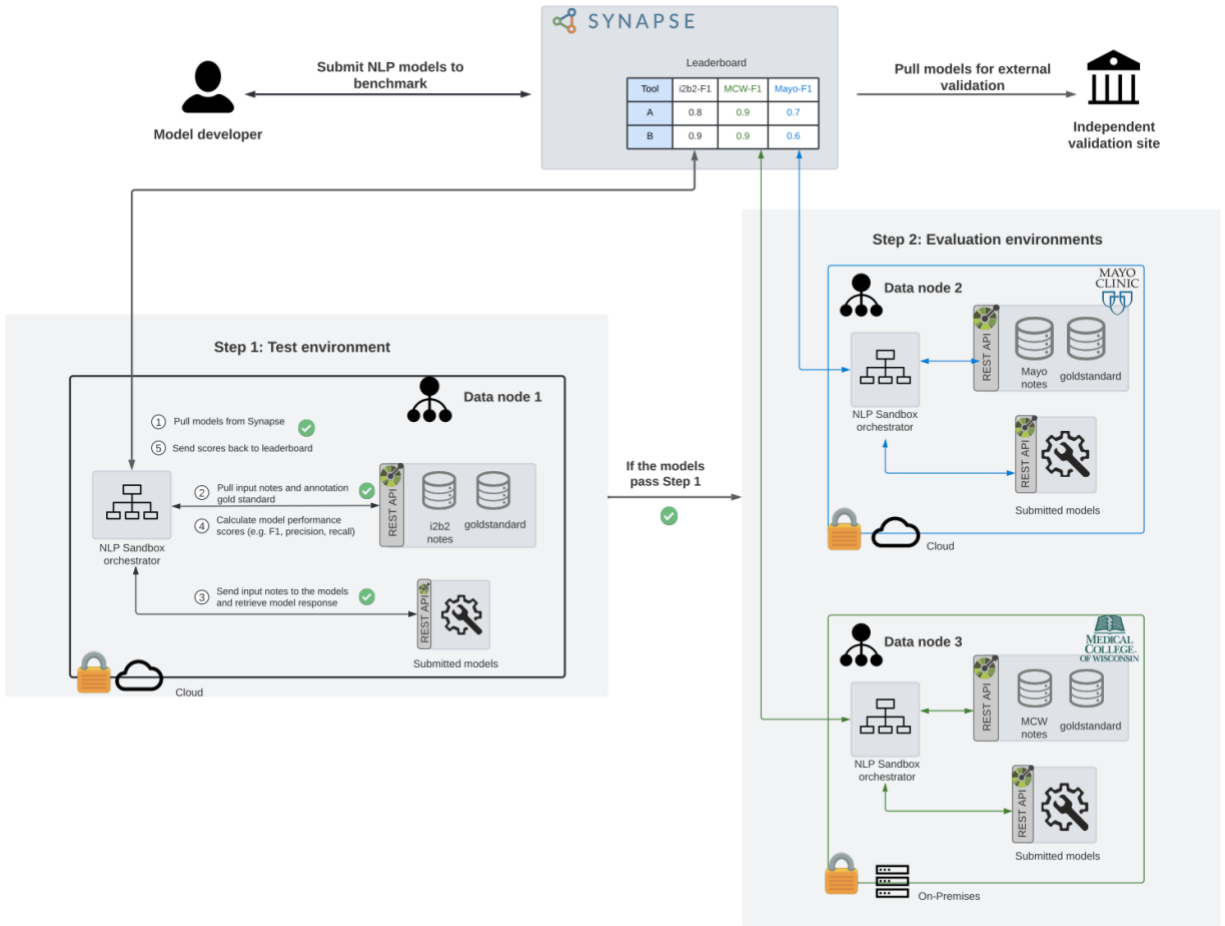 SYNAPSE
Leaderboard
Tool i2b2-F1 MCW-F1 Mayo-F1
A 0.8 0.9 0.7
B 0.9 0.9 0.6
Submit NLP models to
benchmark
Model developer
Pull models for external
validation
Independent
validation site
Step 1: Test environment
Data node 1
1 Pull models from Synapse
5 Send scores back to leaderboard
2 Pull input notes and annotation
gold standard
4 Calculate model performance
scores (e.g. F1, precision, recall)
NLP Sandbox
orchestrator
REST API
i2b2
notes
goldstandard
3 Send input notes to the models
and retrieve model response
REST API
Submitted models
Cloud
If the models
pass Step 1
Step 2: Evaluation environments
Data node 2
MAYO
CLINIC
REST API
Mayo
notes
goldstandard
NLP Sandbox
orchestrator
REST API
Submitted models
Cloud
Data node 3
MEDICAL
COLLEGE
OF WISCONSIN
REST API
MCW
notes
goldstandard
NLP Sandbox
orchestrator
REST API
Submitted models
On-Premises